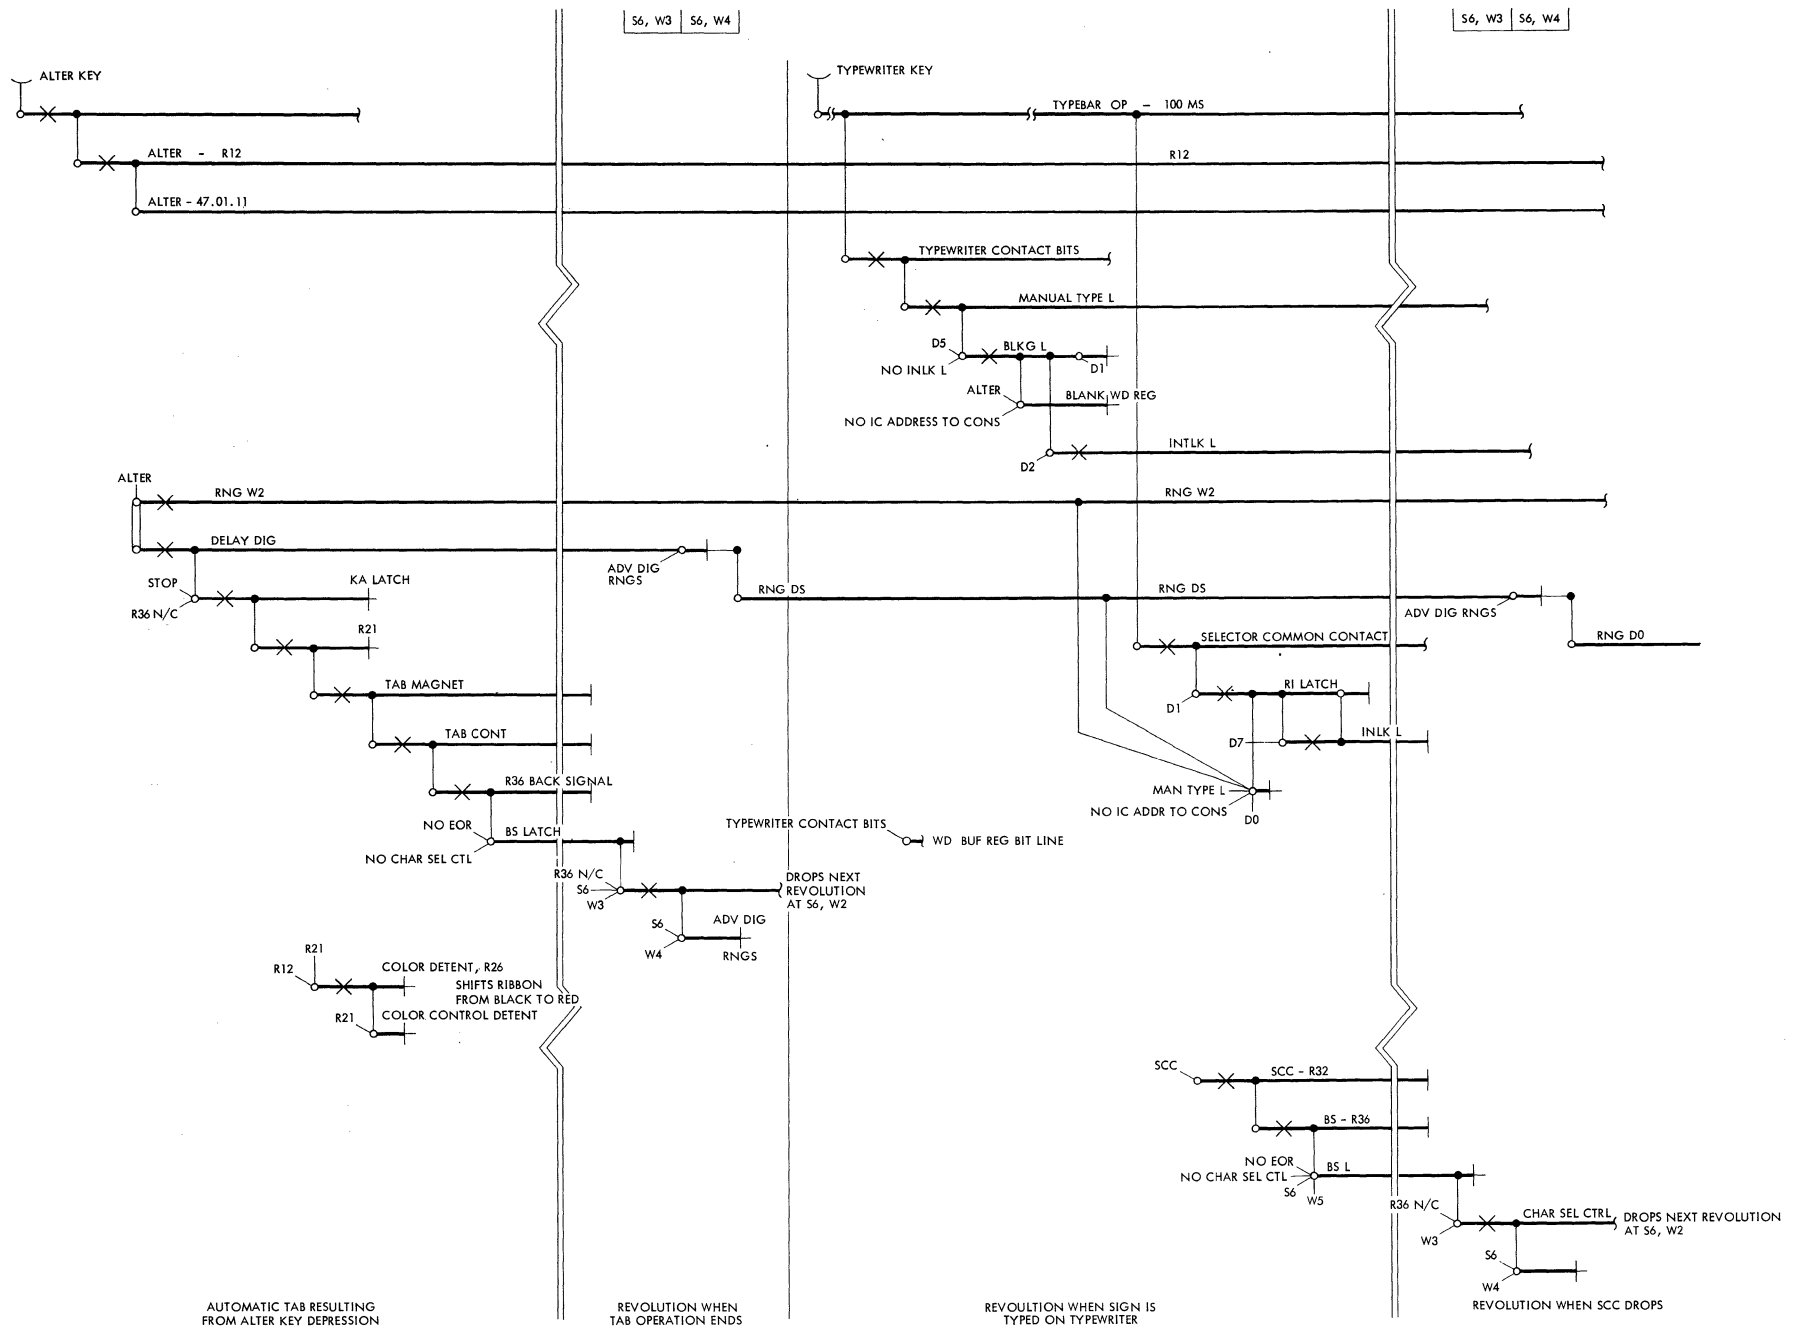 S6, W3 S6, W4
S6, W3 S6, W4
ALTER KEY
TYPEWRITER KEY
TYPEBAR OP - 100 MS
ALTER - R12
R12
ALTER - 47.01.11
TYPEWRITER CONTACT BITS
MANUAL TYPE L
D5
BLKG L
NO INLK L
D1
ALTER
BLANK WD REG
NO IC ADDRESS TO CONS
INTLK L
D2
ALTER
RNG W2
RNG W2
DELAY DIG
ADV DIG
RNGS
STOP
KA LATCH
R36 N/C
RNG DS
RNG DS
ADV DIG RNGS
R21
SELECTOR COMMON CONTACT
RNG D0
TAB MAGNET
RI LATCH
D1
TAB CONT
INLK L
D7
R36 BACK SIGNAL
MAN TYPE L
NO IC ADDR TO CONS
D0
NO EOR
BS LATCH
NO CHAR SEL CTL
TYPEWRITER CONTACT BITS
WD BUF REG BIT LINE
R36 N/C
S6
W3
DROPS NEXT
REVOLUTION
AT S6, W2
S6
ADV DIG
W4
RNGS
R21
R12
COLOR DETENT, R26
SHIFTS RIBBON
FROM BLACK TO RED
R21
COLOR CONTROL DETENT
SCC
SCC - R32
BS - R36
NO EOR
BS L
NO CHAR SEL CTL
S6
W5
R36 N/C
CHAR SEL CTRL
W3
DROPS NEXT REVOLUTION
AT S6, W2
S6
W4
AUTOMATIC TAB RESULTING
FROM ALTER KEY DEPRESSION
REVOLUTION WHEN
TAB OPERATION ENDS
REVOULTION WHEN SIGN IS
TYPED ON TYPEWRITER
REVOLUTION WHEN SCC DROPS